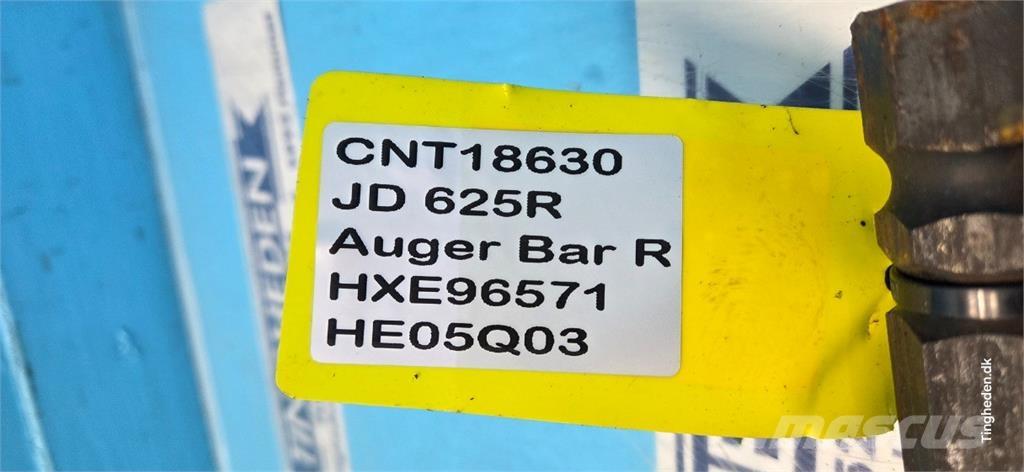 CNT18630
JD 625R
Auger Bar R
HXE96571
HE05Q03
Tingheden.dk
MASCUS